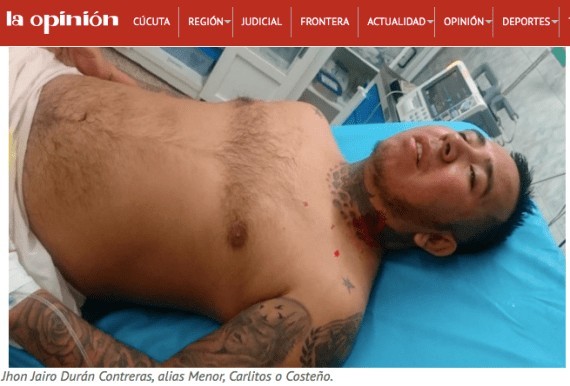 la opinión CÚCUTA REGIÓN JUDICIAL FRONTERA ACTUALIDAD OPINIÓN DEPORTES
Jhon Jairo Durán Contreras, alias Menor, Carlitos o Costeño.